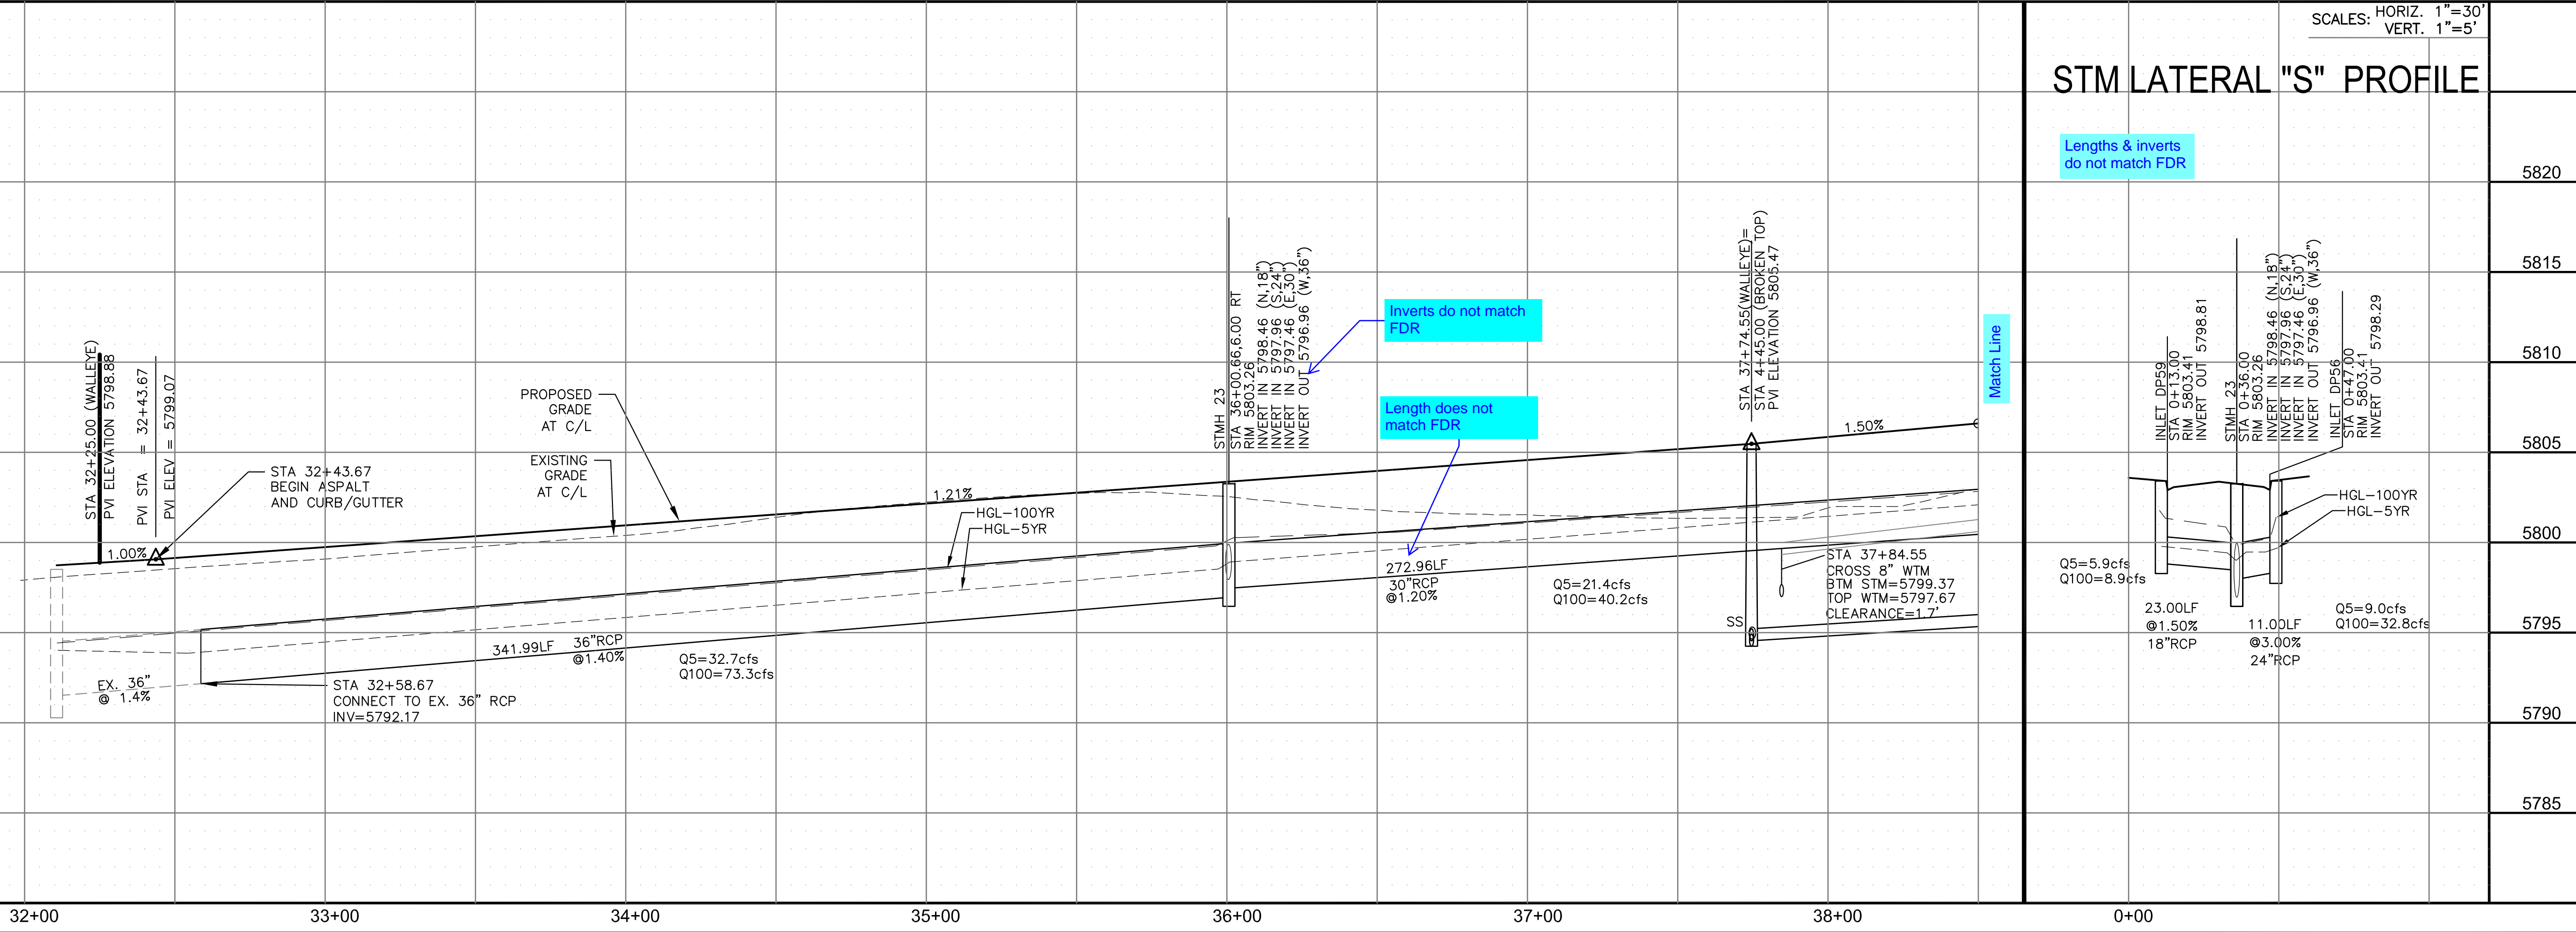 SCALES: HORIZ. 1"=30'
VERT. 1"=5'
STM LATERAL "S" PROFILE
Lengths & inverts
do not match FDR
5820
5815
5810
5805
5800
5795
5790
5785
STA 32+25.00 (WALLEYE)
PVI ELEVATION 5798.88
PVI STA = 32+43.67
PVI ELEV = 5799.07
1.00%
STA 32+43.67
BEGIN ASPALT
AND CURB/GUTTER
PROPOSED
GRADE
AT C/L
EXISTING
GRADE
AT C/L
1.21%
HGL-100YR
HGL-5YR
EX. 36"
@ 1.4%
STA 32+58.67
CONNECT TO EX. 36" RCP
INV=5792.17
341.99LF
36"RCP
@1.40%
Q5=32.7cfs
Q100=73.3cfs
STMH 23
STA 36+00.66,6.00 RT
RIM 5803.26
INVERT IN 5798.46 (N,18")
INVERT IN 5797.96 (S,24")
INVERT IN 5797.46 (E,30")
INVERT OUT 5796.96 (W,36")
Inverts do not match
FDR
Length does not
match FDR
272.96LF
30"RCP
@1.20%
Q5=21.4cfs
Q100=40.2cfs
STA 37+74.55(WALLEYE)=
STA 4+45.00 (BROKEN TOP)
PVI ELEVATION 5805.47
1.50%
SS
STA 37+84.55
CROSS 8" WTM
BTM STM=5799.37
TOP WTM=5797.67
CLEARANCE=1.7'
Match Line
INLET DP59
STA 0+13.00
RIM 5803.41
INVERT OUT 5798.81
STMH 23
STA 0+36.00
RIM 5803.26
INVERT IN 5798.46 (N,18")
INVERT IN 5797.96 (S,24")
INVERT IN 5797.46 (E,30")
INVERT OUT 5796.96 (W,36")
INLET DP56
STA 0+47.00
RIM 5803.41
INVERT OUT 5798.29
HGL-100YR
HGL-5YR
Q5=5.9cfs
Q100=8.9cfs
23.00LF
@1.50%
18"RCP
11.00LF
@3.00%
24"RCP
Q5=9.0cfs
Q100=32.8cfs
32+00
33+00
34+00
35+00
36+00
37+00
38+00
0+00